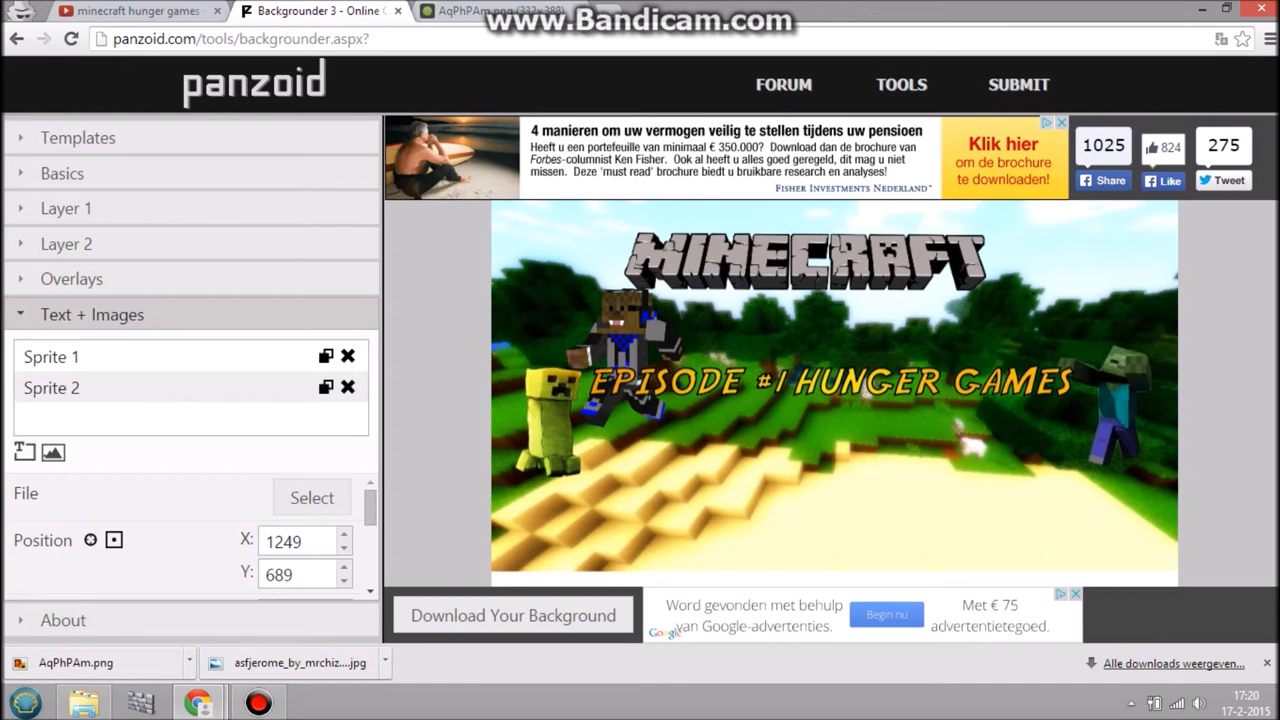 www.Bandicam.com
minecraft hunger games
Backgrounder 3 - Online
AqPhPAm.png (332×388)
panzoid.com/tools/backgrounder.aspx?
panzoid
FORUM
TOOLS
SUBMIT
Templates
Basics
Layer 1
Layer 2
Overlays
Text + Images
Sprite 1
Sprite 2
File
Select
Position
X: 1249
Y: 689
About
4 manieren om uw vermogen veilig te stellen tijdens uw pensioen
Heeft u een portefeuille van minimaal € 350.000? Download dan de brochure van
Forbes-columnist Ken Fisher. Ook al heeft u alles goed geregeld, dit mag u niet
missen. Deze 'must read' brochure biedt u bruikbare research en analyses!
FISHER INVESTMENTS NEDERLAND
Klik hier
om de brochure
te downloaden!
1025
824
275
Share
Like
Tweet
MINECRAFT
EPISODE #1 HUNGER GAMES
Download Your Background
Word gevonden met behulp
van Google-advertenties.
Google
Begin nu
Met € 75
advertentietegoed.
AqPhPAm.png
asfjerome_by_mrchiz....jpg
Alle downloads weergeven...
17:20
17-2-2015